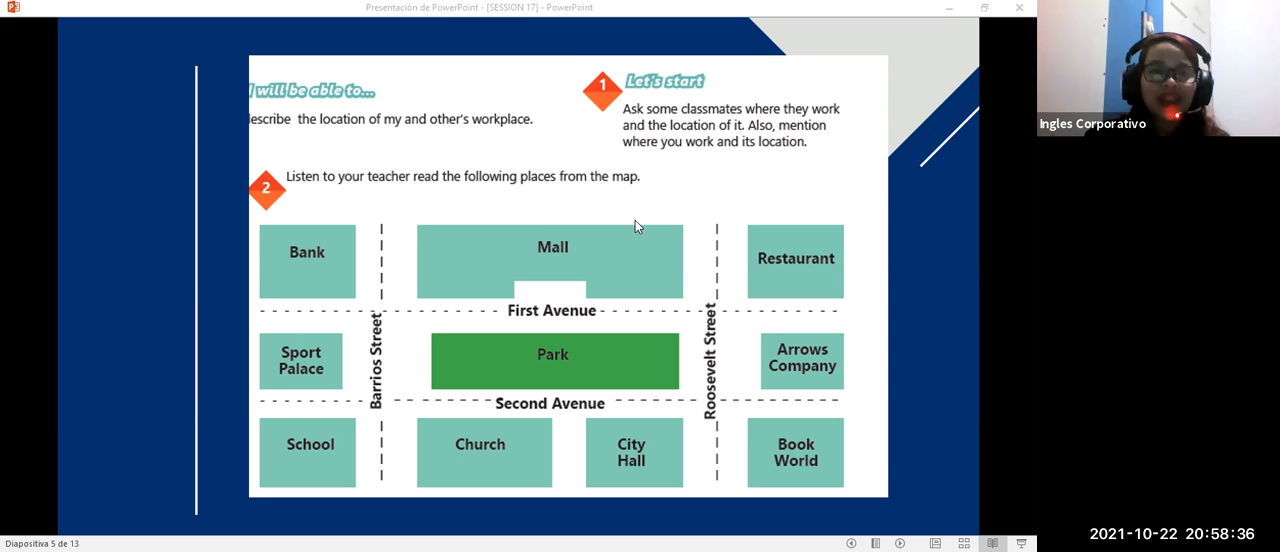 Presentación de PowerPoint - [SESSION 17] - PowerPoint
I will be able to...
describe the location of my and other's workplace.
1
Let's start
Ask some classmates where they work
and the location of it. Also, mention
where you work and its location.
2
Listen to your teacher read the following places from the map.
Bank
Mall
Restaurant
First Avenue
Sport
Palace
Barrios Street
Park
Roosevelt Street
Arrows
Company
Second Avenue
School
Church
City
Hall
Book
World
Ingles Corporativo
Diapositiva 5 de 13
2021-10-22 20:58:36